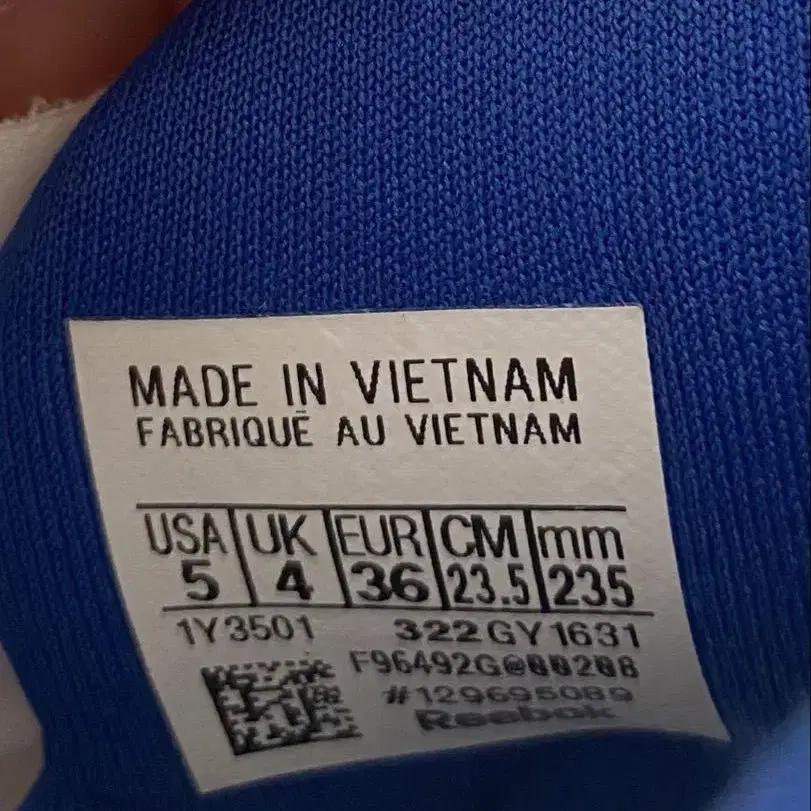 MADE IN VIETNAM
FABRIQUÉ AU VIETNAM
USA UK EUR CM mm
5 4 36 23.5 235
1Y3501 322GY1631
F96492G@00208
#129695089
Reebok